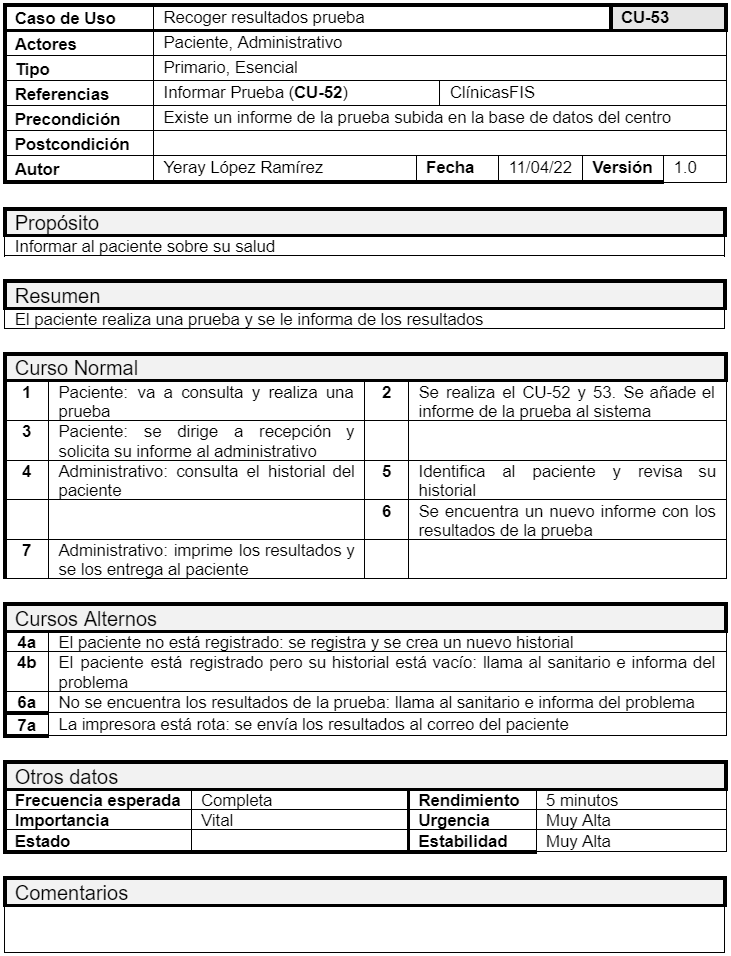 Caso de Uso Recoger resultados prueba CU-53
Actores Paciente, Administrativo
Tipo Primario, Esencial
Referencias Informar Prueba (CU-52) ClínicasFIS
Precondición Existe un informe de la prueba subida en la base de datos del centro
Postcondición
Autor Yeray López Ramírez Fecha 11/04/22 Versión 1.0
Propósito
Informar al paciente sobre su salud
Resumen
El paciente realiza una prueba y se le informa de los resultados
Curso Normal
1 Paciente: va a consulta y realiza una
prueba
2 Se realiza el CU-52 y 53. Se añade el
informe de la prueba al sistema
3 Paciente: se dirige a recepción y
solicita su informe al administrativo
4 Administrativo: consulta el historial del
paciente
5 Identifica al paciente y revisa su
historial
6 Se encuentra un nuevo informe con los
resultados de la prueba
7 Administrativo: imprime los resultados y
se los entrega al paciente
Cursos Alternos
4a El paciente no está registrado: se registra y se crea un nuevo historial
4b El paciente está registrado pero su historial está vacío: llama al sanitario e informa del
problema
6a No se encuentra los resultados de la prueba: llama al sanitario e informa del problema
7a La impresora está rota: se envía los resultados al correo del paciente
Otros datos
Frecuencia esperada Completa Rendimiento 5 minutos
Importancia Vital Urgencia Muy Alta
Estado Estabilidad Muy Alta
Comentarios